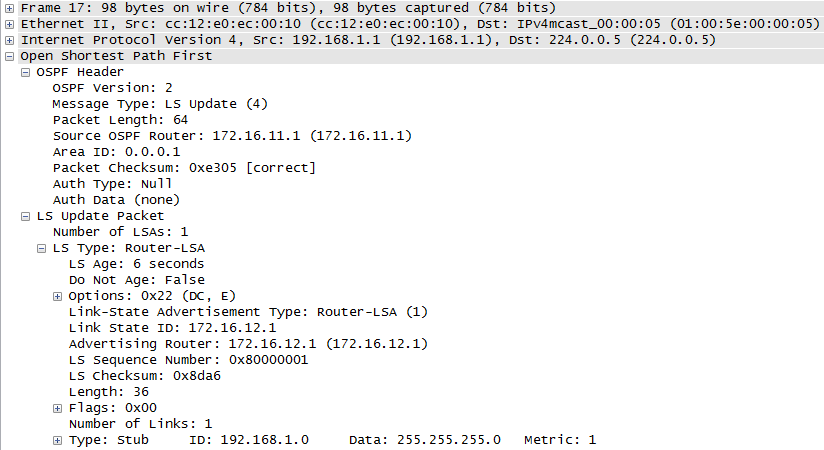 Frame 17: 98 bytes on wire (784 bits), 98 bytes captured (784 bits)
Ethernet II, Src: cc:12:e0:ec:00:10 (cc:12:e0:ec:00:10), Dst: IPv4mcast_00:00:05 (01:00:5e:00:00:05)
Internet Protocol Version 4, Src: 192.168.1.1 (192.168.1.1), Dst: 224.0.0.5 (224.0.0.5)
Open Shortest Path First
OSPF Header
OSPF Version: 2
Message Type: LS Update (4)
Packet Length: 64
Source OSPF Router: 172.16.11.1 (172.16.11.1)
Area ID: 0.0.0.1
Packet Checksum: 0xe305 [correct]
Auth Type: Null
Auth Data (none)
LS Update Packet
Number of LSAs: 1
LS Type: Router-LSA
LS Age: 6 seconds
Do Not Age: False
Options: 0x22 (DC, E)
Link-State Advertisement Type: Router-LSA (1)
Link State ID: 172.16.12.1
Advertising Router: 172.16.12.1 (172.16.12.1)
LS Sequence Number: 0x80000001
LS Checksum: 0x8da6
Length: 36
Flags: 0x00
Number of Links: 1
Type: Stub ID: 192.168.1.0 Data: 255.255.255.0 Metric: 1